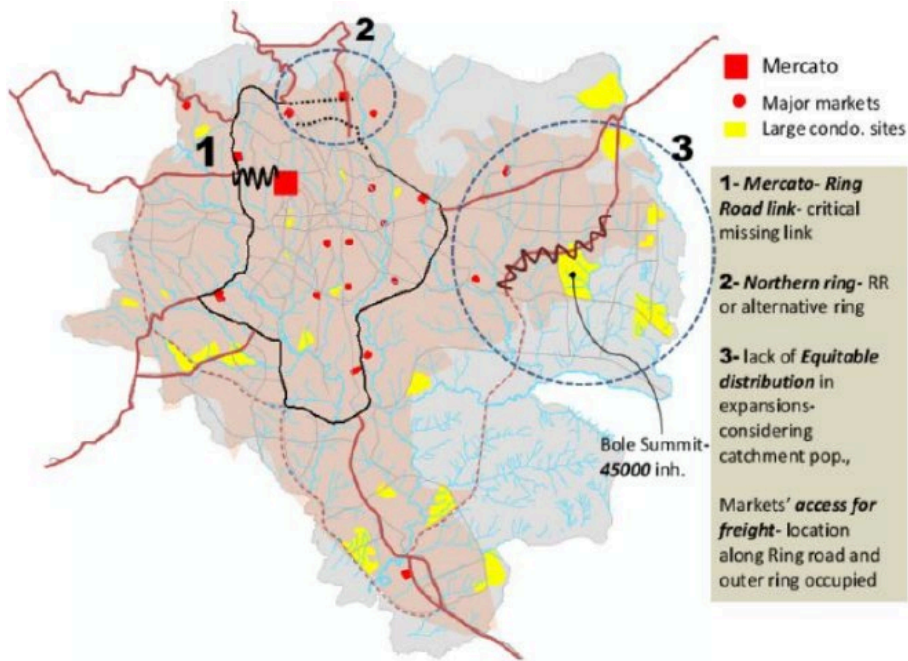 2
1
3
Mercato
Major markets
Large condo. sites
1- Mercato- Ring
Road link- critical
missing link
2- Northern ring- RR
or alternative ring
3- lack of Equitable
distribution in
expansions-
considering
catchment pop.,
Markets' access for
freight- location
along Ring road and
outer ring occupied
Bole Summit-
45000 inh.